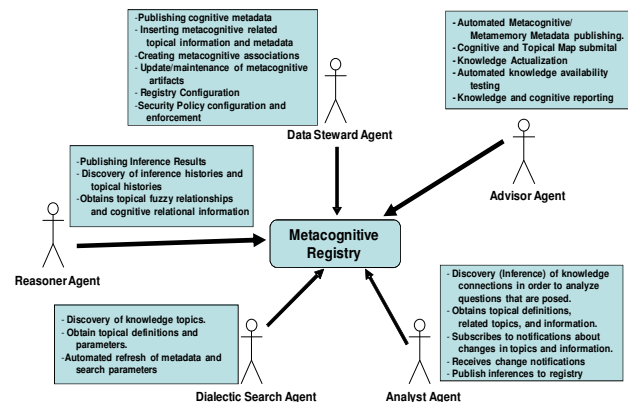 -Publishing cognitive metadata
- Inserting metacognitive related
topical information and metadata
-Creating metacognitive associations
-Update/maintenance of metacognitive
artifacts
- Registry Configuration
-Security Policy configuration and
enforcement
Data Steward Agent
- Automated Metacognitive/
Metamemory Metadata publishing.
- Cognitive and Topical Map submital
- Knowledge Actualization
- Automated knowledge availability
testing
- Knowledge and cognitive reporting
Advisor Agent
-Publishing Inference Results
- Discovery of inference histories and
topical histories
-Obtains topical fuzzy relationships
and cognitive relational information
Reasoner Agent
Metacognitive
Registry
- Discovery of knowledge topics.
- Obtain topical definitions and
parameters.
-Automated refresh of metadata and
search parameters
Dialectic Search Agent
- Discovery (Inference) of knowledge
connections in order to analyze
questions that are posed.
- Obtains topical definitions,
related topics, and information.
- Subscribes to notifications about
changes in topics and information.
- Receives change notifications
- Publish inferences to registry
Analyst Agent